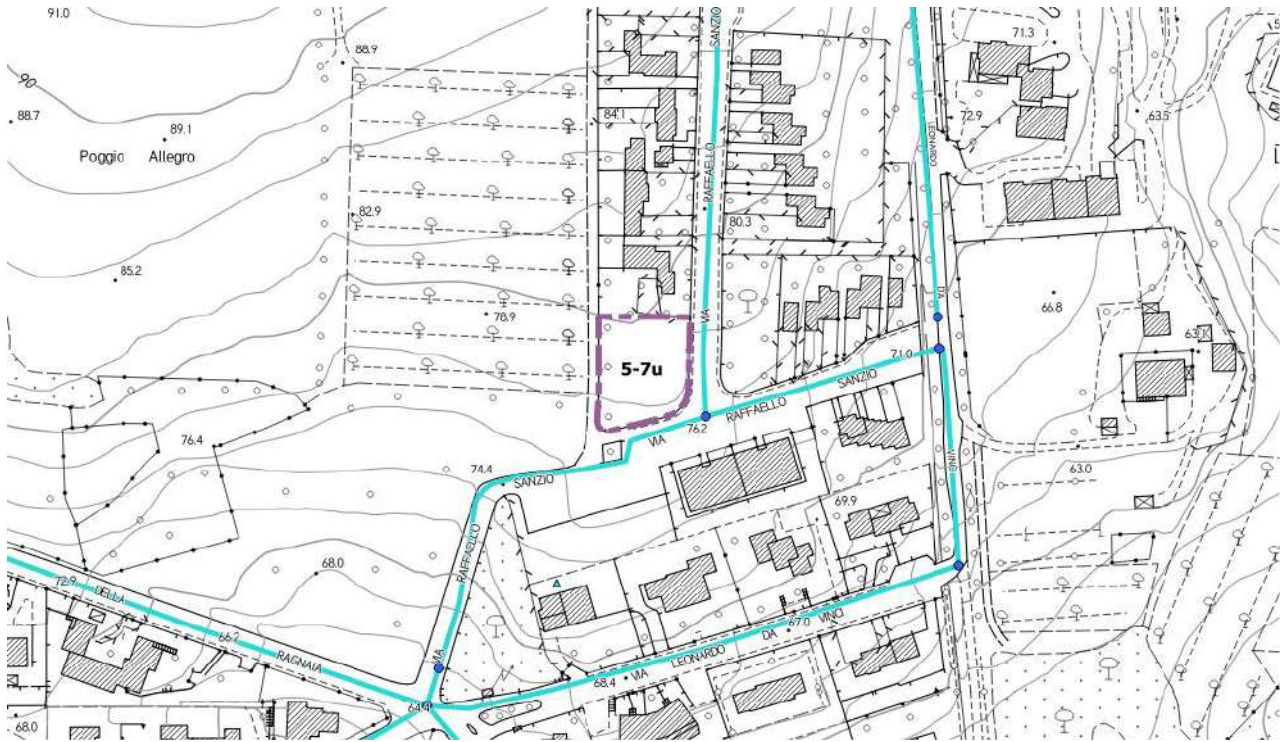 91.0
90
88.9
88.7
89.1
Poggio Allegro
85.2
82.9
78.9
84.1
80.3
SANZIO
RAFFAELLO
VIA
LEONARDO
DA
VINCI
71.3
72.9
63.5
66.8
63.0
5-7u
71.0
SANZIO
RAFFAELLO
VIA
76.2
76.4
74.4
SANZIO
RAFFAELLO
VIA
69.9
68.0
72.9
DELLA
66.2
RAGNAIA
64.4
68.4
VIA
LEONARDO
DA
VINCI
67.0
68.0